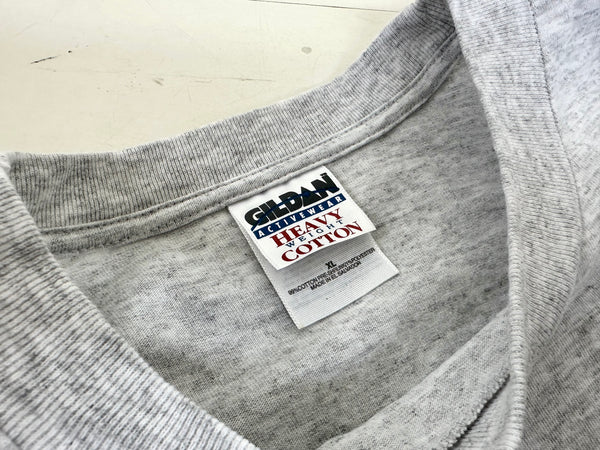 GILDAN
ACTIVEWEAR
HEAVY
WEIGHT
COTTON
XL
MADE IN EL SALVADOR